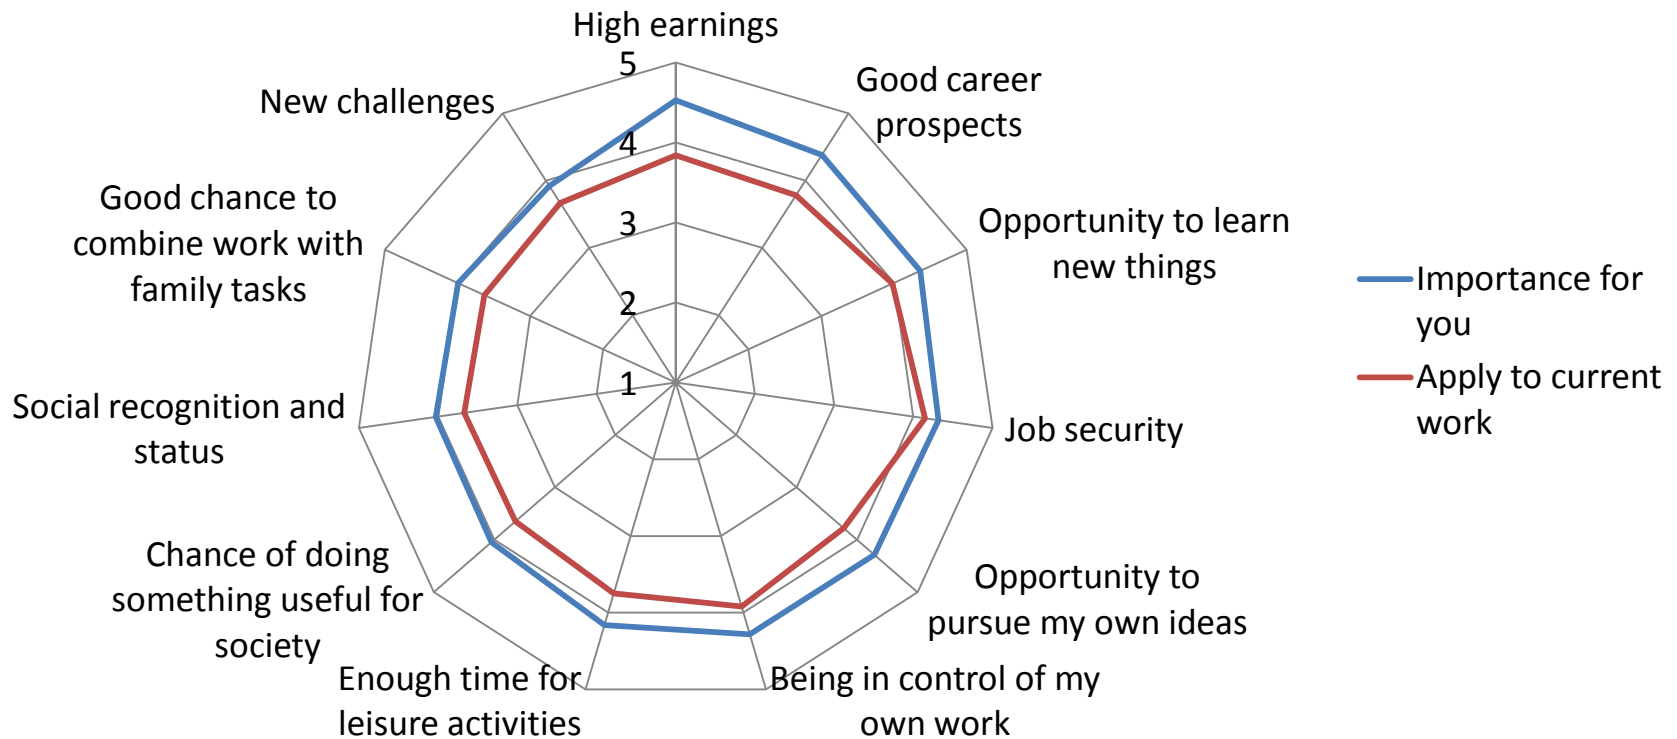 High earnings
5
4
3
2
1
Good career
prospects
Opportunity to learn
new things
Job security
Opportunity to
pursue my own ideas
Being in control of my
own work
Enough time for
leisure activities
Chance of doing
something useful for
society
Social recognition and
status
Good chance to
combine work with
family tasks
New challenges
Importance for
you
Apply to current
work